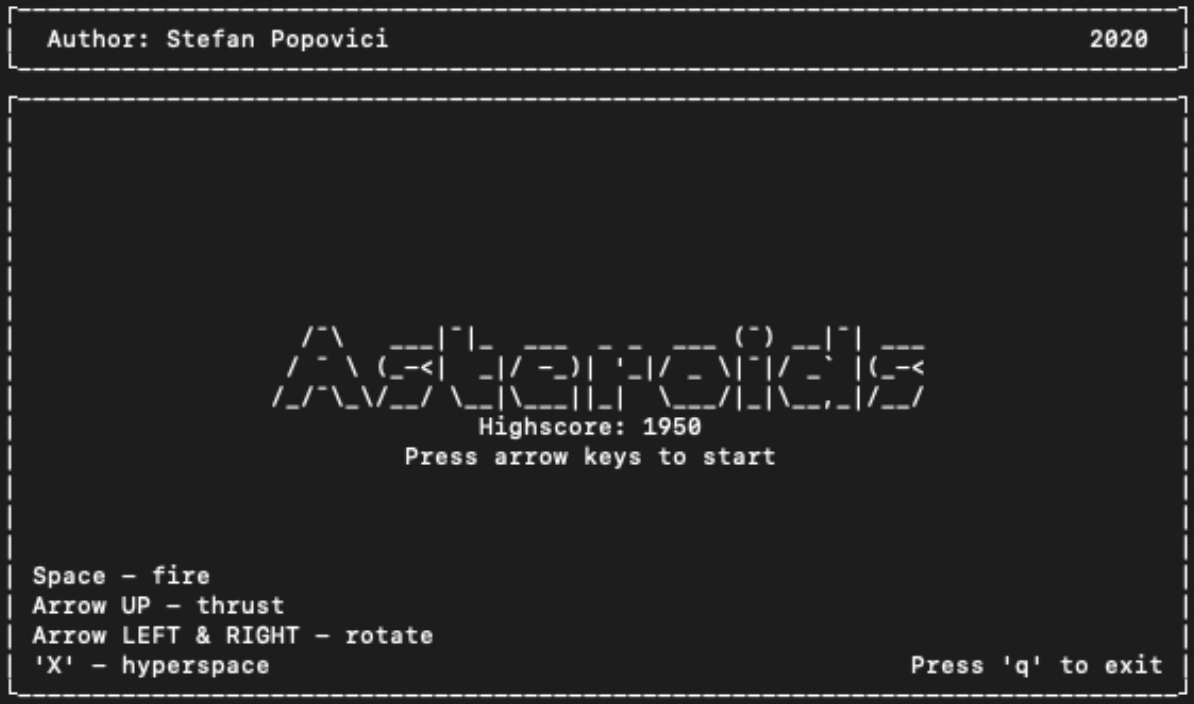 Author: Stefan Popovici 2020
Asteroids
Highscore: 1950
Press arrow keys to start
Space - fire
Arrow UP - thrust
Arrow LEFT & RIGHT - rotate
'X' - hyperspace Press 'q' to exit